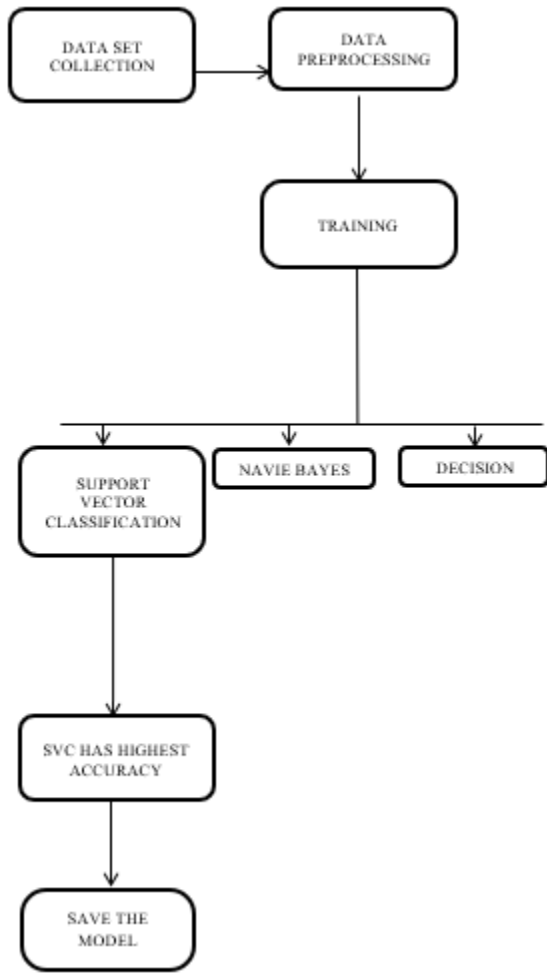 DATA SET
COLLECTION
DATA
PREPROCESSING
TRAINING
SUPPORT
VECTOR
CLASSIFICATION
NAVIE BAYES
DECISION
SVC HAS HIGHEST
ACCURACY
SAVE THE
MODEL